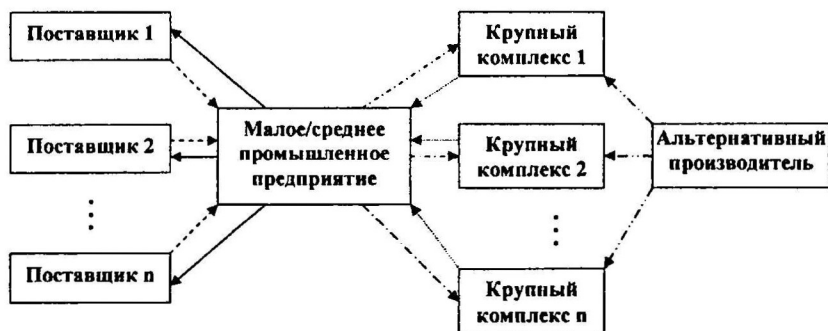 Поставщик 1
Поставщик 2
Поставщик n
Малое/среднее
промышленное
предприятие
Крупный
комплекс 1
Крупный
комплекс 2
Крупный
комплекс n
Альтернативный
производитель